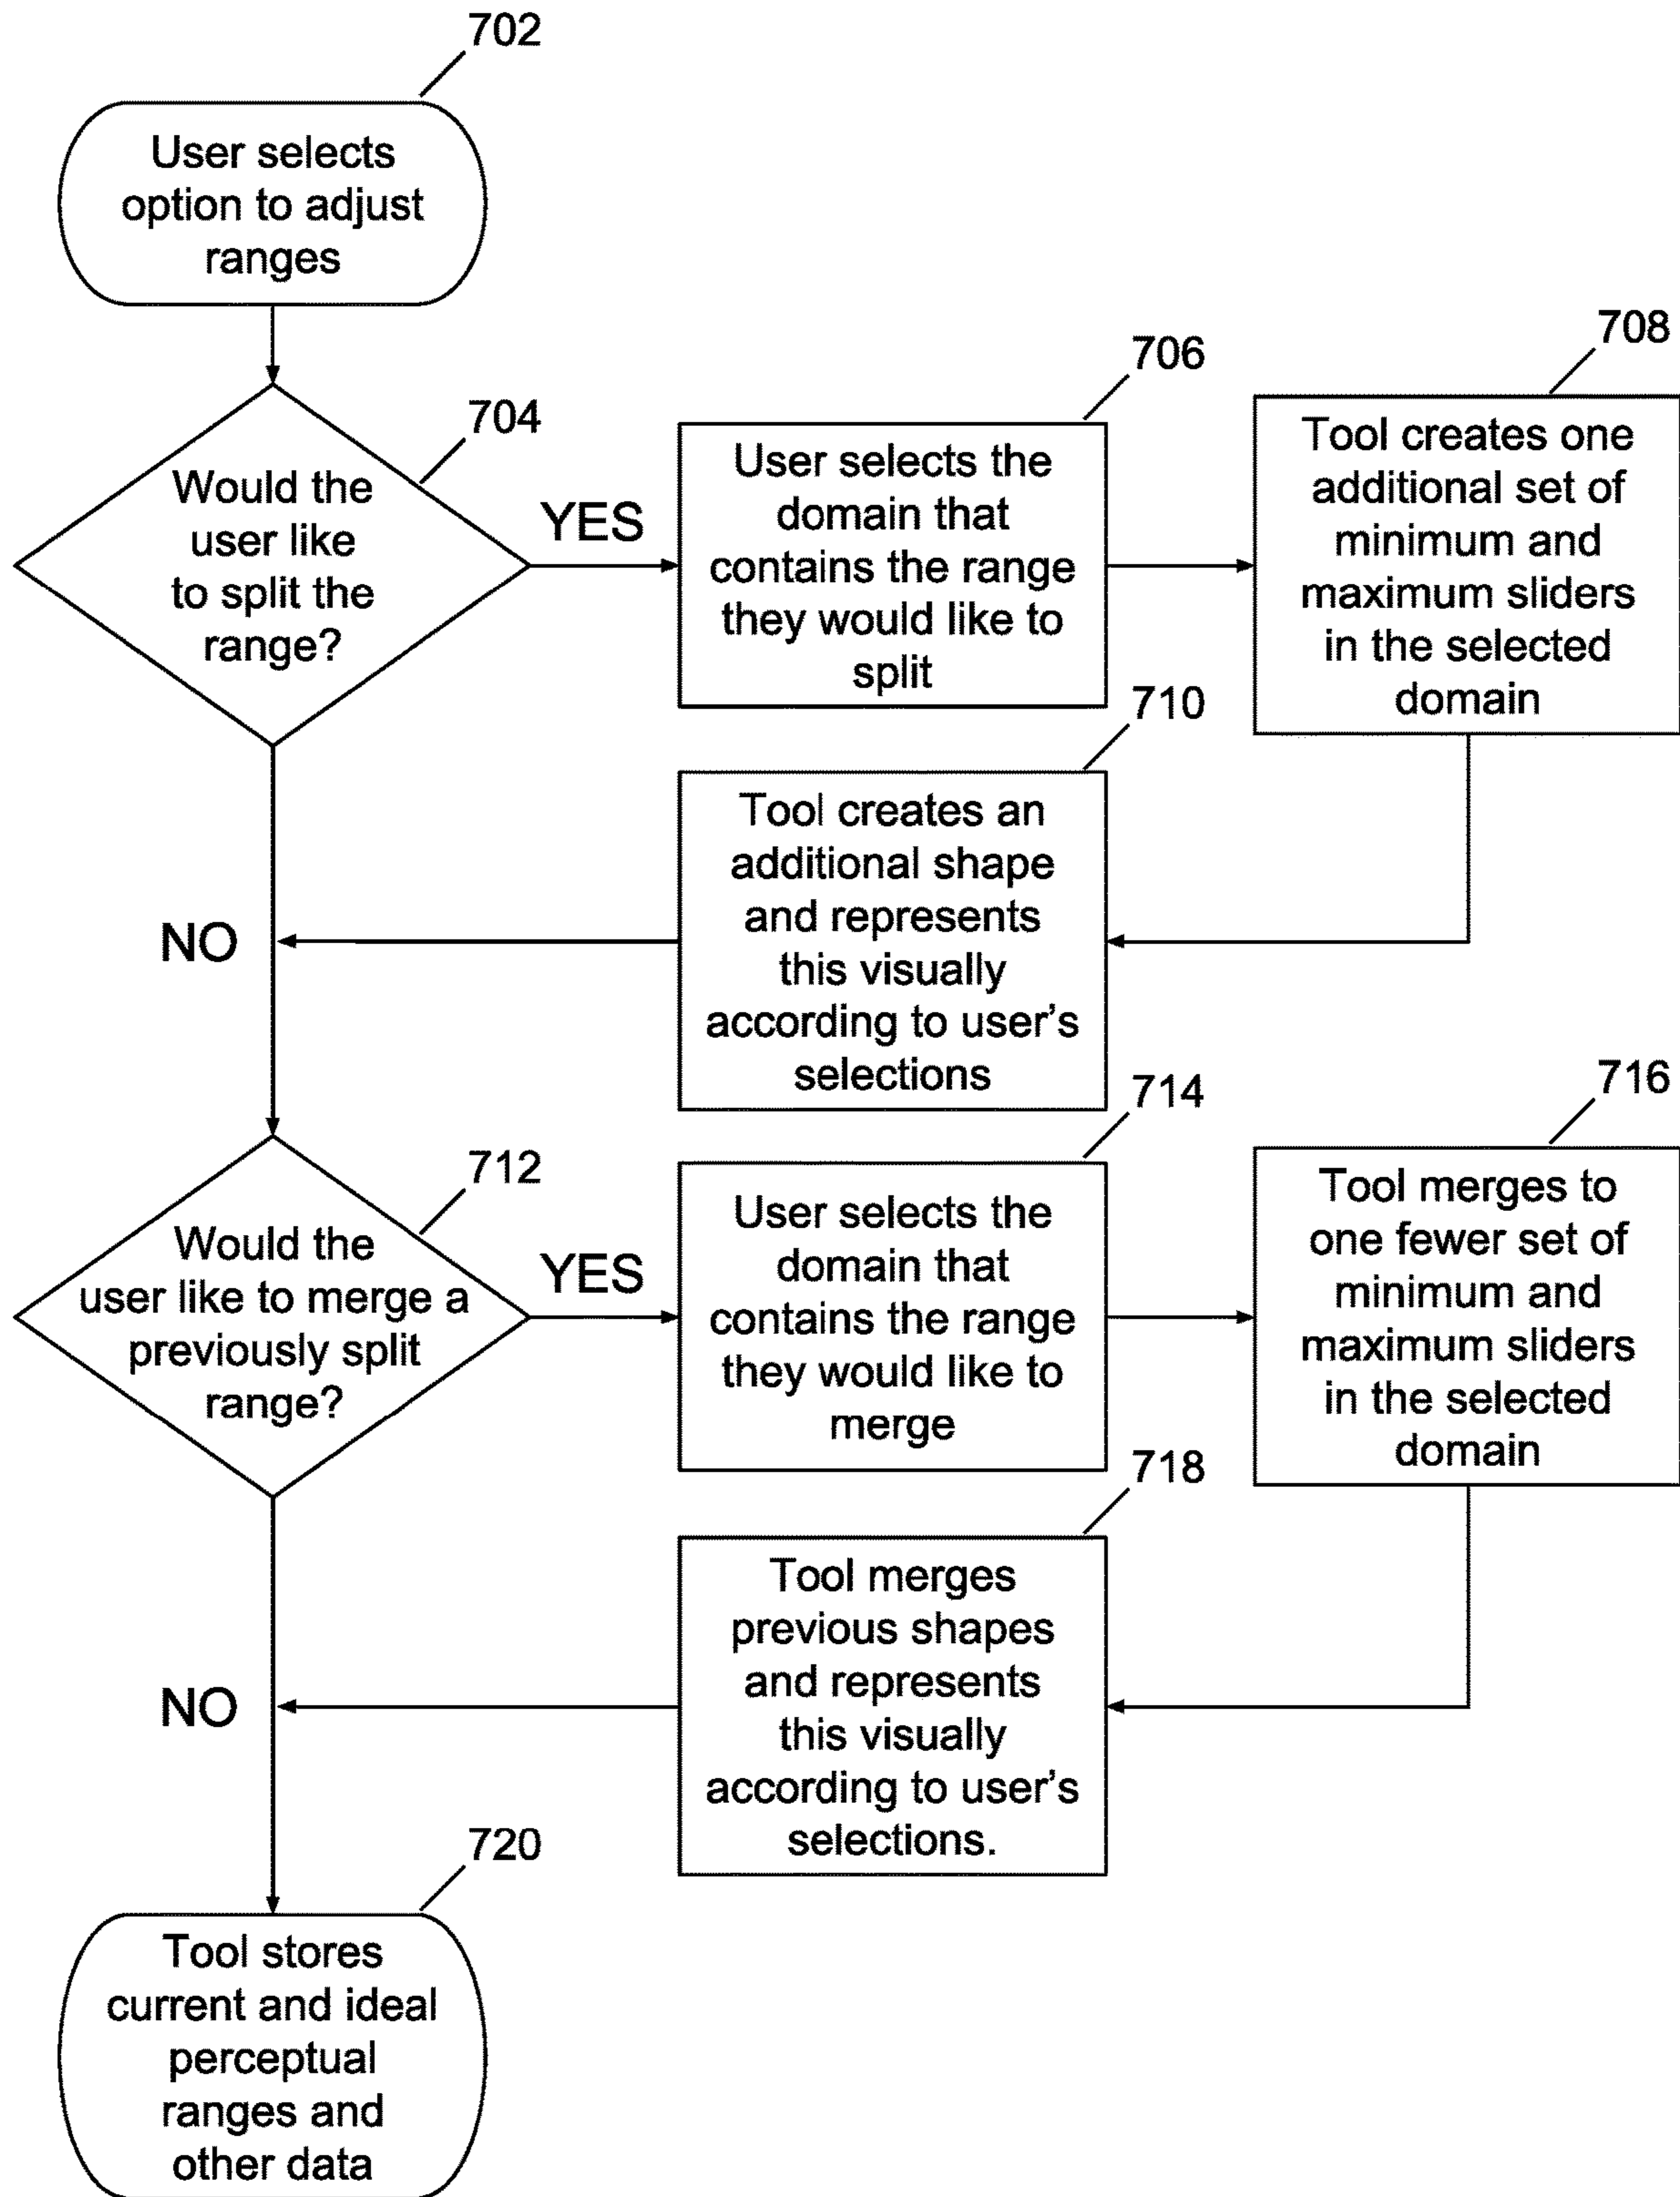 702
User selects
option to adjust
ranges
704
Would the
user like
to split the
range?
YES
706
User selects the
domain that
contains the range
they would like to
split
708
Tool creates one
additional set of
minimum and
maximum sliders
in the selected
domain
710
Tool creates an
additional shape
and represents
this visually
according to user's
selections
NO
712
Would the
user like to merge a
previously split
range?
YES
714
User selects the
domain that
contains the range
they would like to
merge
716
Tool merges to
one fewer set of
minimum and
maximum sliders
in the selected
domain
718
Tool merges
previous shapes
and represents
this visually
according to user's
selections.
NO
720
Tool stores
current and ideal
perceptual
ranges and
other data